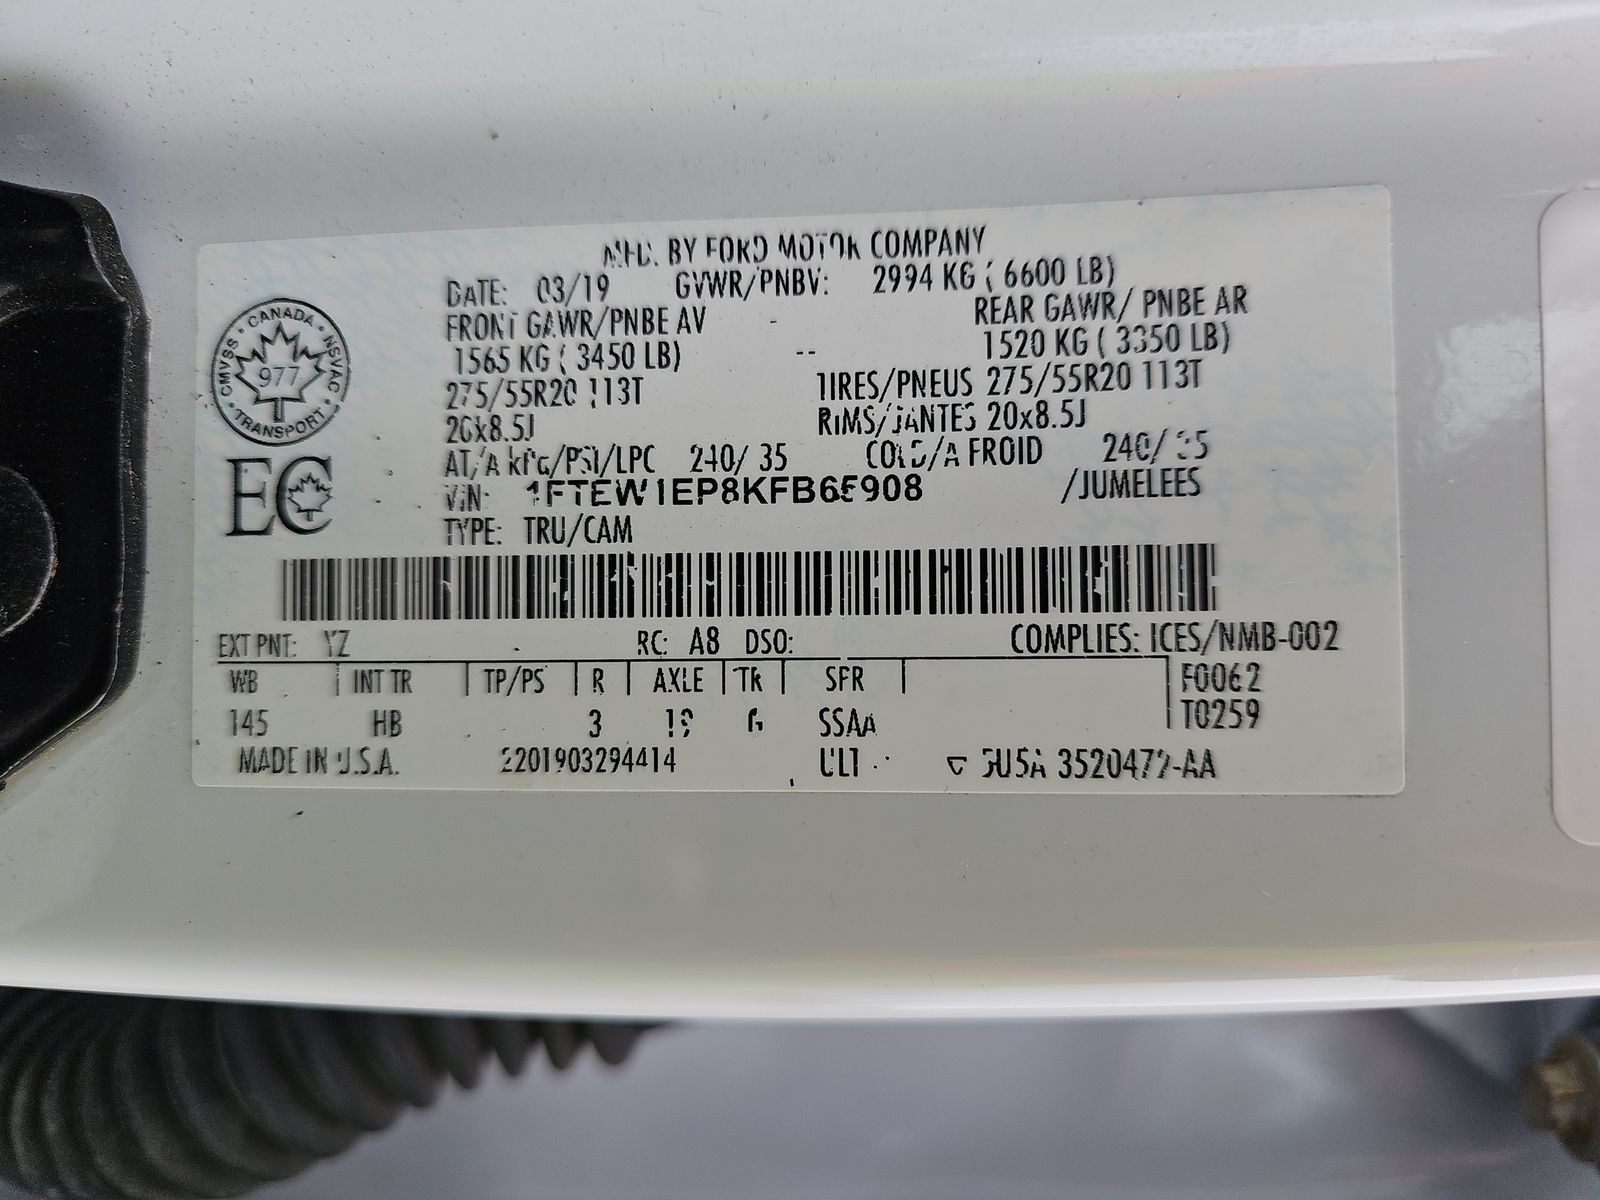 MFD. BY FORD MOTOR COMPANY
DATE: 03/19 GVWR/PNBV: 2994 KG ( 6600 LB)
FRONT GAWR/PNBE AV - REAR GAWR/ PNBE AR
1565 KG ( 3450 LB) -- 1520 KG ( 3350 LB)
275/55R20 113T TIRES/PNEUS 275/55R20 113T
20x8.5J RIMS/JANTES 20x8.5J
AT/A kPa/PSI/LPC 240/ 35 COLD/A FROID 240/ 35
VIN: /JUMELEES
TYPE: TRU/CAM
CANADA
CMVSS NSVAC
977
TRANSPORT
EC
EXT PNT: YZ RC: A8 DSO: COMPLIES: ICES/NMB-002
WB INT TR TP/PS R AXLE TR SPR F0062
145 HB 3 19 6 SSAA T0259
MADE IN U.S.A. 2201903294414 ULT 5U5A 3520472-AA